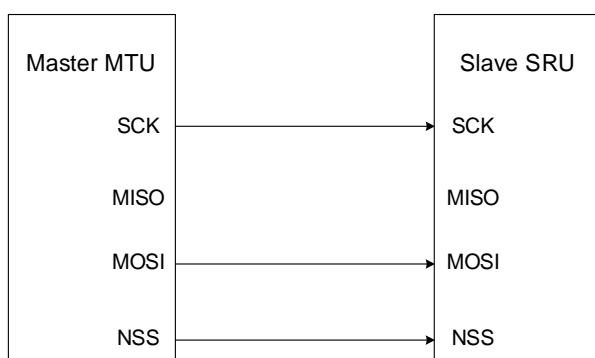 Master MTU Slave SRU
SCK SCK
MISO MISO
MOSI MOSI
NSS NSS